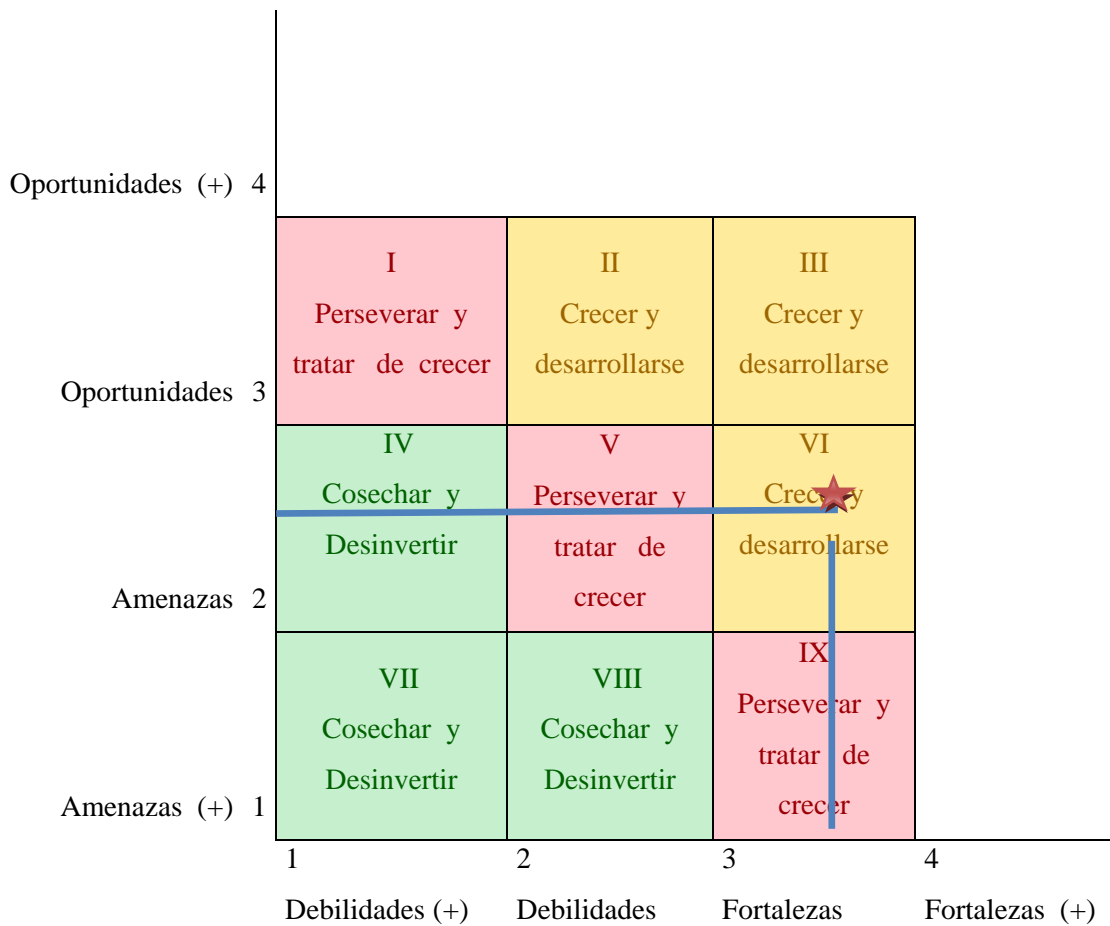 Oportunidades (+) 4
I
Perseverar y
tratar de crecer
II
Crecer y
desarrollarse
III
Crecer y
desarrollarse
Oportunidades 3
IV
Cosechar y
Desinvertir
V
Perseverar y
tratar de
crecer
VI
Crecer y
desarrollarse
Amenazas 2
VII
Cosechar y
Desinvertir
VIII
Cosechar y
Desinvertir
IX
Perseverar y
tratar de
crecer
Amenazas (+) 1
1 2 3 4
Debilidades (+) Debilidades Fortalezas Fortalezas (+)